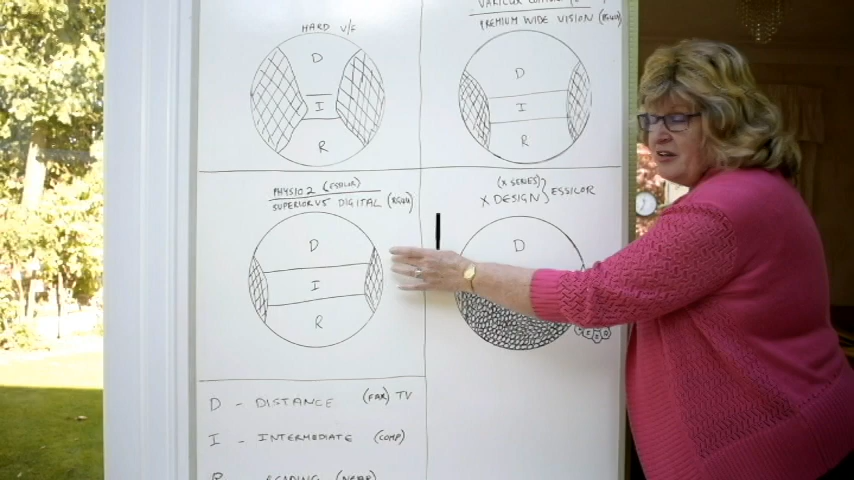 HARD V/F
D
I
R
PREMIUM WIDE VISION
D
I
R
PHYSIO 2 (ESSILOR)
SUPERIOR VS DIGITAL
D
I
R
(X SERIES)
X DESIGN } ESSILOR
D
D - DISTANCE (FAR) TV
I - INTERMEDIATE (COMP)